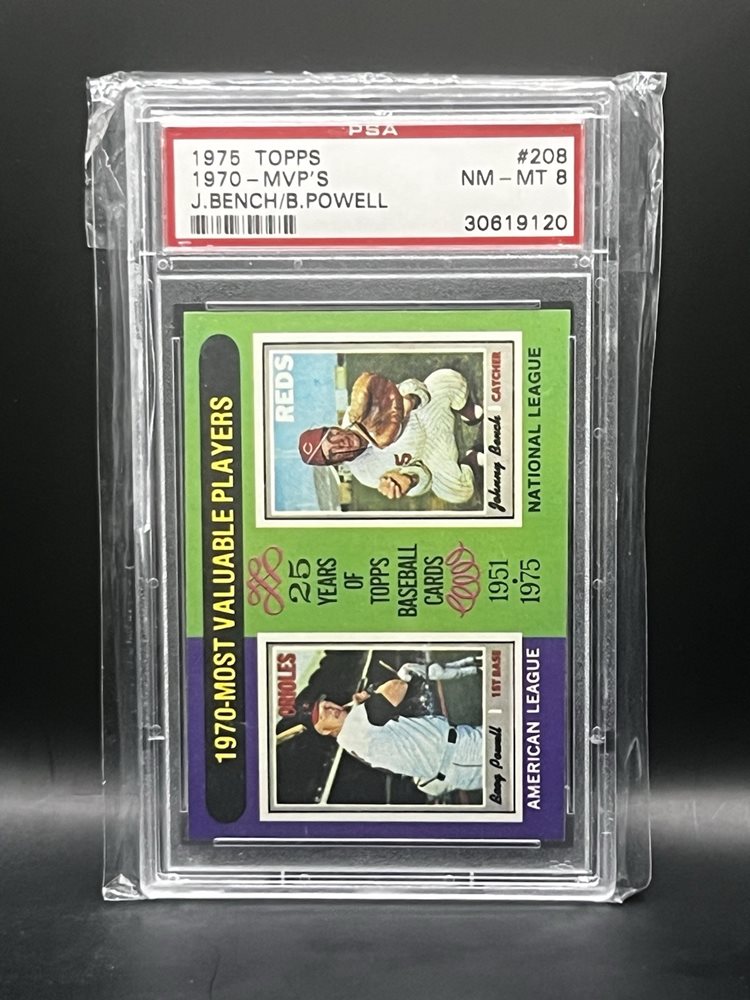 PSA
1975 TOPPS #208
1970-MVP'S NM-MT 8
J.BENCH/B.POWELL
30619120
1970-MOST VALUABLE PLAYERS
ORIOLES
Boog Powell 1ST BASE
AMERICAN LEAGUE
25
YEARS
OF
TOPPS
BASEBALL
CARDS
1951
•
1975
REDS
C
5
Johnny Bench CATCHER
NATIONAL LEAGUE